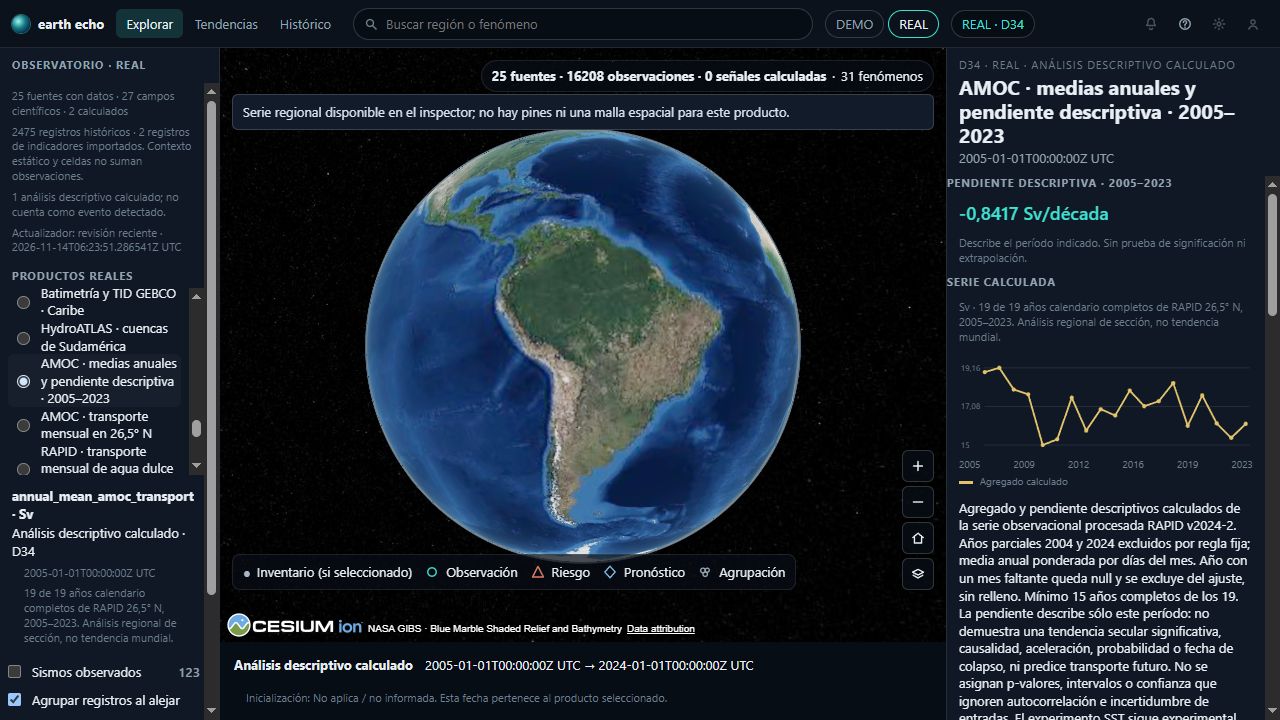 earth echo
Explorar
Tendencias
Histórico
Buscar región o fenómeno
DEMO
REAL
REAL · D34
OBSERVATORIO · REAL
25 fuentes con datos · 27 campos
científicos · 2 calculados
2475 registros históricos · 2 registros
de indicadores importados. Contexto
estático y celdas no suman
observaciones.
1 análisis descriptivo calculado; no
cuenta como evento detectado.
Actualizador: revisión reciente ·
2026-11-14T06:23:51.286541Z UTC
PRODUCTOS REALES
Batimetría y TID GEBCO
· Caribe
HydroATLAS · cuencas
de Sudamérica
AMOC · medias anuales
y pendiente descriptiva
· 2005–2023
AMOC · transporte
mensual en 26,5° N
RAPID · transporte
mensual de agua dulce
annual_mean_amoc_transport
· Sv
Análisis descriptivo calculado ·
D34
2005-01-01T00:00:00Z UTC
19 de 19 años calendario
completos de RAPID 26,5° N,
2005–2023. Análisis regional de
sección, no tendencia mundial.
Sismos observados 123
Agrupar registros al alejar
25 fuentes · 16208 observaciones · 0 señales calculadas · 31 fenómenos
Serie regional disponible en el inspector; no hay pines ni una malla espacial para este producto.
+
−
Inventario (si seleccionado)
Observación
Riesgo
Pronóstico
Agrupación
CESIUM ion NASA GIBS · Blue Marble Shaded Relief and Bathymetry Data attribution
Análisis descriptivo calculado 2005-01-01T00:00:00Z UTC → 2024-01-01T00:00:00Z UTC
Inicialización: No aplica / no informada. Esta fecha pertenece al producto seleccionado.
D34 · REAL · ANÁLISIS DESCRIPTIVO CALCULADO
AMOC · medias anuales y
pendiente descriptiva · 2005–
2023
2005-01-01T00:00:00Z UTC
PENDIENTE DESCRIPTIVA · 2005–2023
-0,8417 Sv/década
Describe el período indicado. Sin prueba de significación ni
extrapolación.
SERIE CALCULADA
Sv · 19 de 19 años calendario completos de RAPID 26,5° N,
2005–2023. Análisis regional de sección, no tendencia
mundial.
19,16
17,08
15
2005 2009 2012 2016 2019 2023
Agregado calculado
Agregado y pendiente descriptivos calculados de
la serie observacional procesada RAPID v2024-2.
Años parciales 2004 y 2024 excluidos por regla fija;
media anual ponderada por días del mes. Año con
un mes faltante queda null y se excluye del ajuste,
sin relleno. Mínimo 15 años completos de los 19.
La pendiente describe sólo este período: no
demuestra una tendencia secular significativa,
causalidad, aceleración, probabilidad o fecha de
colapso, ni predice transporte futuro. No se
asignan p-valores, intervalos o confianza que
ignoren autocorrelación e incertidumbre de
entradas. El experimento SST sigue experimental